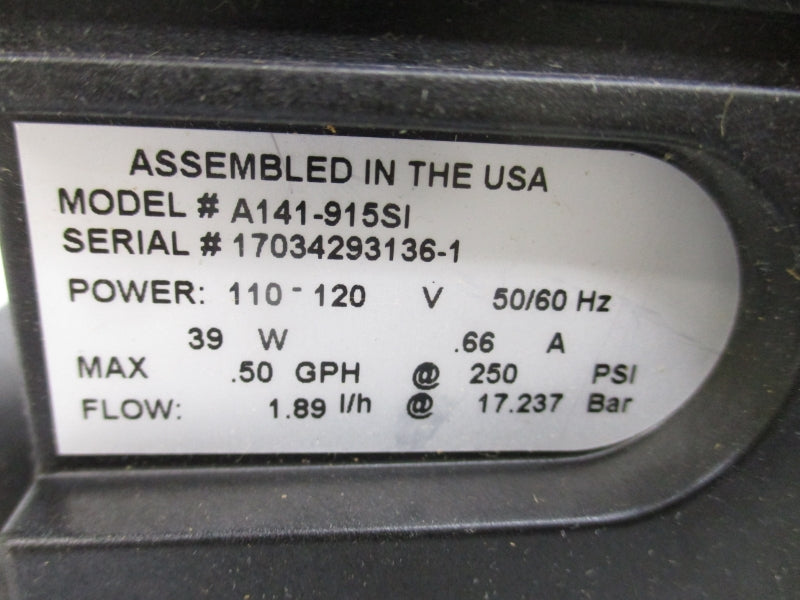 ASSEMBLED IN THE USA
MODEL # A141-915SI
SERIAL # 17034293136-1
POWER: 110 - 120 V 50/60 Hz
39 W .66 A
MAX .50 GPH @ 250 PSI
FLOW: 1.89 l/h @ 17.237 Bar